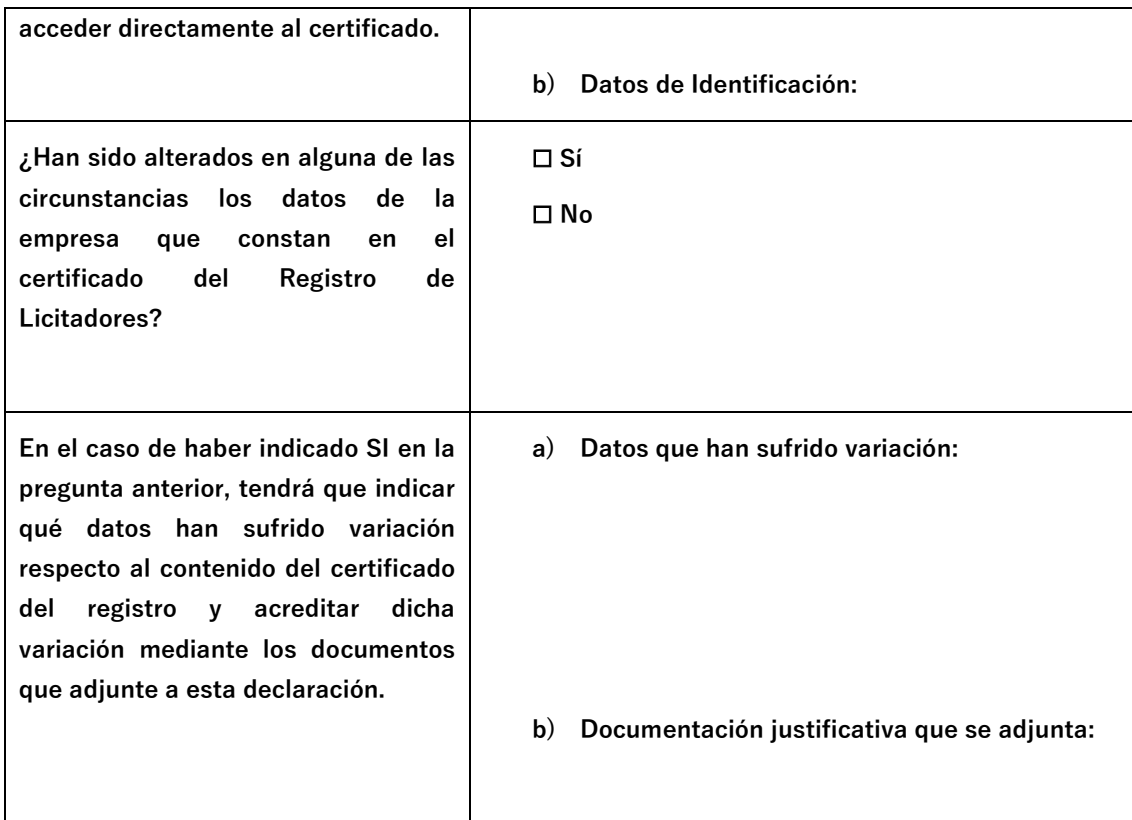 acceder directamente al certificado.
b) Datos de Identificación:
¿Han sido alterados en alguna de las
circunstancias los datos de la
empresa que constan en el
certificado del Registro de
Licitadores?
☐ Sí
☐ No
En el caso de haber indicado SI en la
pregunta anterior, tendrá que indicar
qué datos han sufrido variación
respecto al contenido del certificado
del registro y acreditar dicha
variación mediante los documentos
que adjunte a esta declaración.
a) Datos que han sufrido variación:
b) Documentación justificativa que se adjunta: